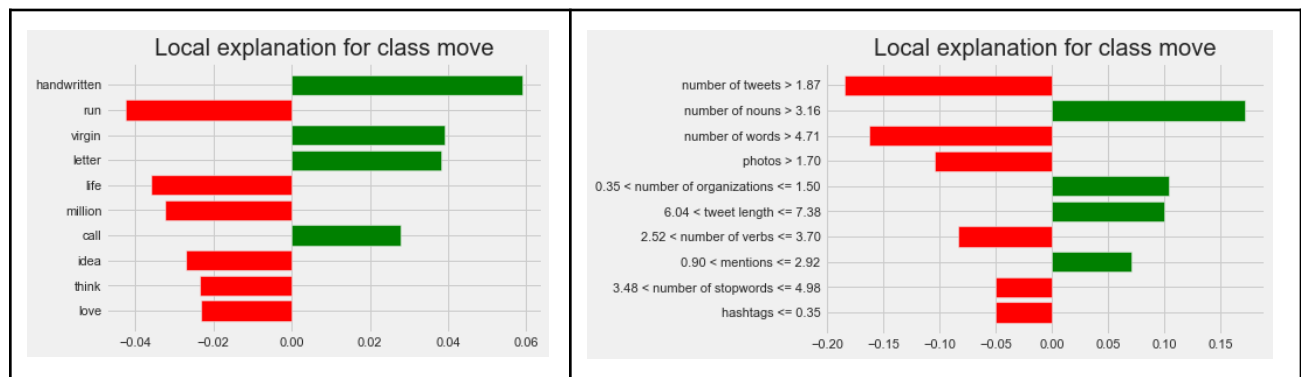 Local explanation for class move
handwritten
run
virgin
letter
life
million
call
idea
think
love
−0.04 −0.02 0.00 0.02 0.04 0.06
Local explanation for class move
number of tweets > 1.87
number of nouns > 3.16
number of words > 4.71
photos > 1.70
0.35 < number of organizations <= 1.50
6.04 < tweet length <= 7.38
2.52 < number of verbs <= 3.70
0.90 < mentions <= 2.92
3.48 < number of stopwords <= 4.98
hashtags <= 0.35
−0.20 −0.15 −0.10 −0.05 0.00 0.05 0.10 0.15